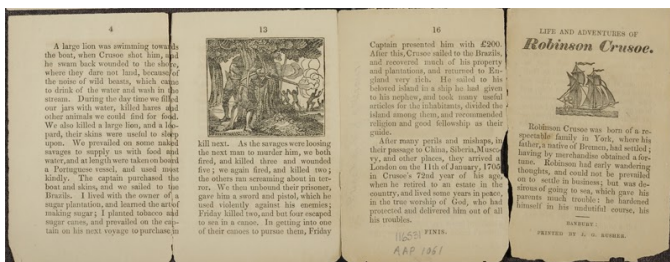 4
A large lion was swimming towards
the boat, when Crusoe shot him, and
he swam back wounded to the shore,
where they dare not land, because of
the noise of wild beasts, which came
to drink of the water and wash in the
stream. During the day time we filled
our jars with water, killed hares and
other animals we could find for food.
We also killed a large lion, and a leo-
pard, their skins were useful to sleep
upon. We prevailed on some naked
savages to supply us with food and
water, and at length were taken on board
a Portuguese vessel, and used most
kindly. The captain purchased the
boat and skins, and we sailed to the
Brazils. I lived with the owner of a
sugar plantation, and learned the art of
making sugar; I planted tobacco and
sugar canes, and prevailed on the cap-
tain on his next voyage to purchase in
13
kill next. As the savages were loosing
the next man to murder him, we both
fired, and killed three and wounded
five; we again fired, and killed two;
the others ran screaming about in ter-
ror. We then unbound their prisoner,
gave him a sword and pistol, which he
used violently against his enemies;
Friday killed two, and but four escaped
to sea in a canoe. In getting into one
of their canoes to pursue them, Friday
16
Captain presented him with £200.
After this, Crusoe sailed to the Brazils,
and recovered much of his property
and plantations, and returned to En-
gland very rich. He sailed to his
beloved island in a ship he had given
to his nephew, and took many useful
articles for the inhabitants, divided the
island among them, and recommended
religion and good fellowship as their
guide.
After many perils and mishaps, in
their passage to China, Siberia, Musco-
vy, and other places, they arrived in
London on the 11th of January, 1705
in Crusoe's 72nd year of his age,
when he retired to an estate in the
country, and lived some years in peace,
in the true worship of God, who had
protected and delivered him out of all
his troubles.
FINIS.
AAP 1061
LIFE AND ADVENTURES OF
Robinson Crusoe.
Robinson Crusoe was born of a re-
spectable family in York, where his
father, a native of Bremen, had settled;
having by merchandise obtained a for-
tune. Robinson had early wandering
thoughts, and could not be prevailed
on to settle to business; but was de-
sirous of going to sea, which gave his
parents much trouble: he hardened
himself in his undutiful course, his
BANBURY:
PRINTED BY J. G. RUSHER.